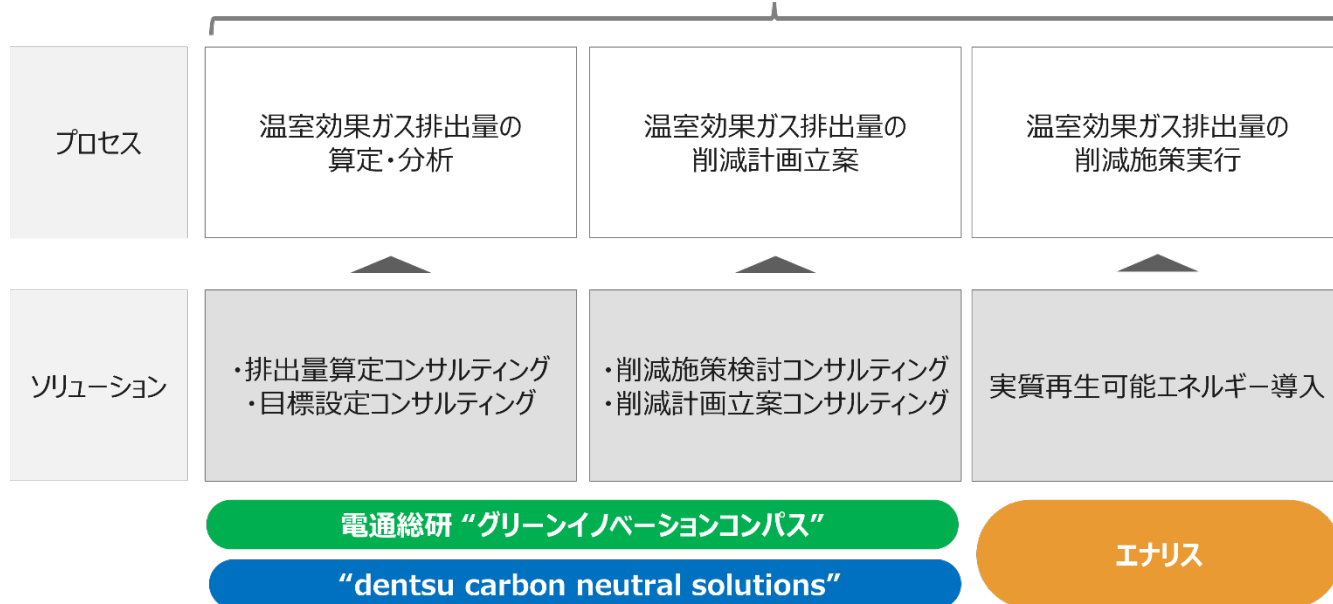 プロセス
温室効果ガス排出量の
算定・分析
温室効果ガス排出量の
削減計画立案
温室効果ガス排出量の
削減施策実行
ソリューション
・排出量算定コンサルティング
・目標設定コンサルティング
・削減施策検討コンサルティング
・削減計画立案コンサルティング
実質再生可能エネルギー導入
電通総研 “グリーンイノベーションコンパス”
“dentsu carbon neutral solutions”
エナリス